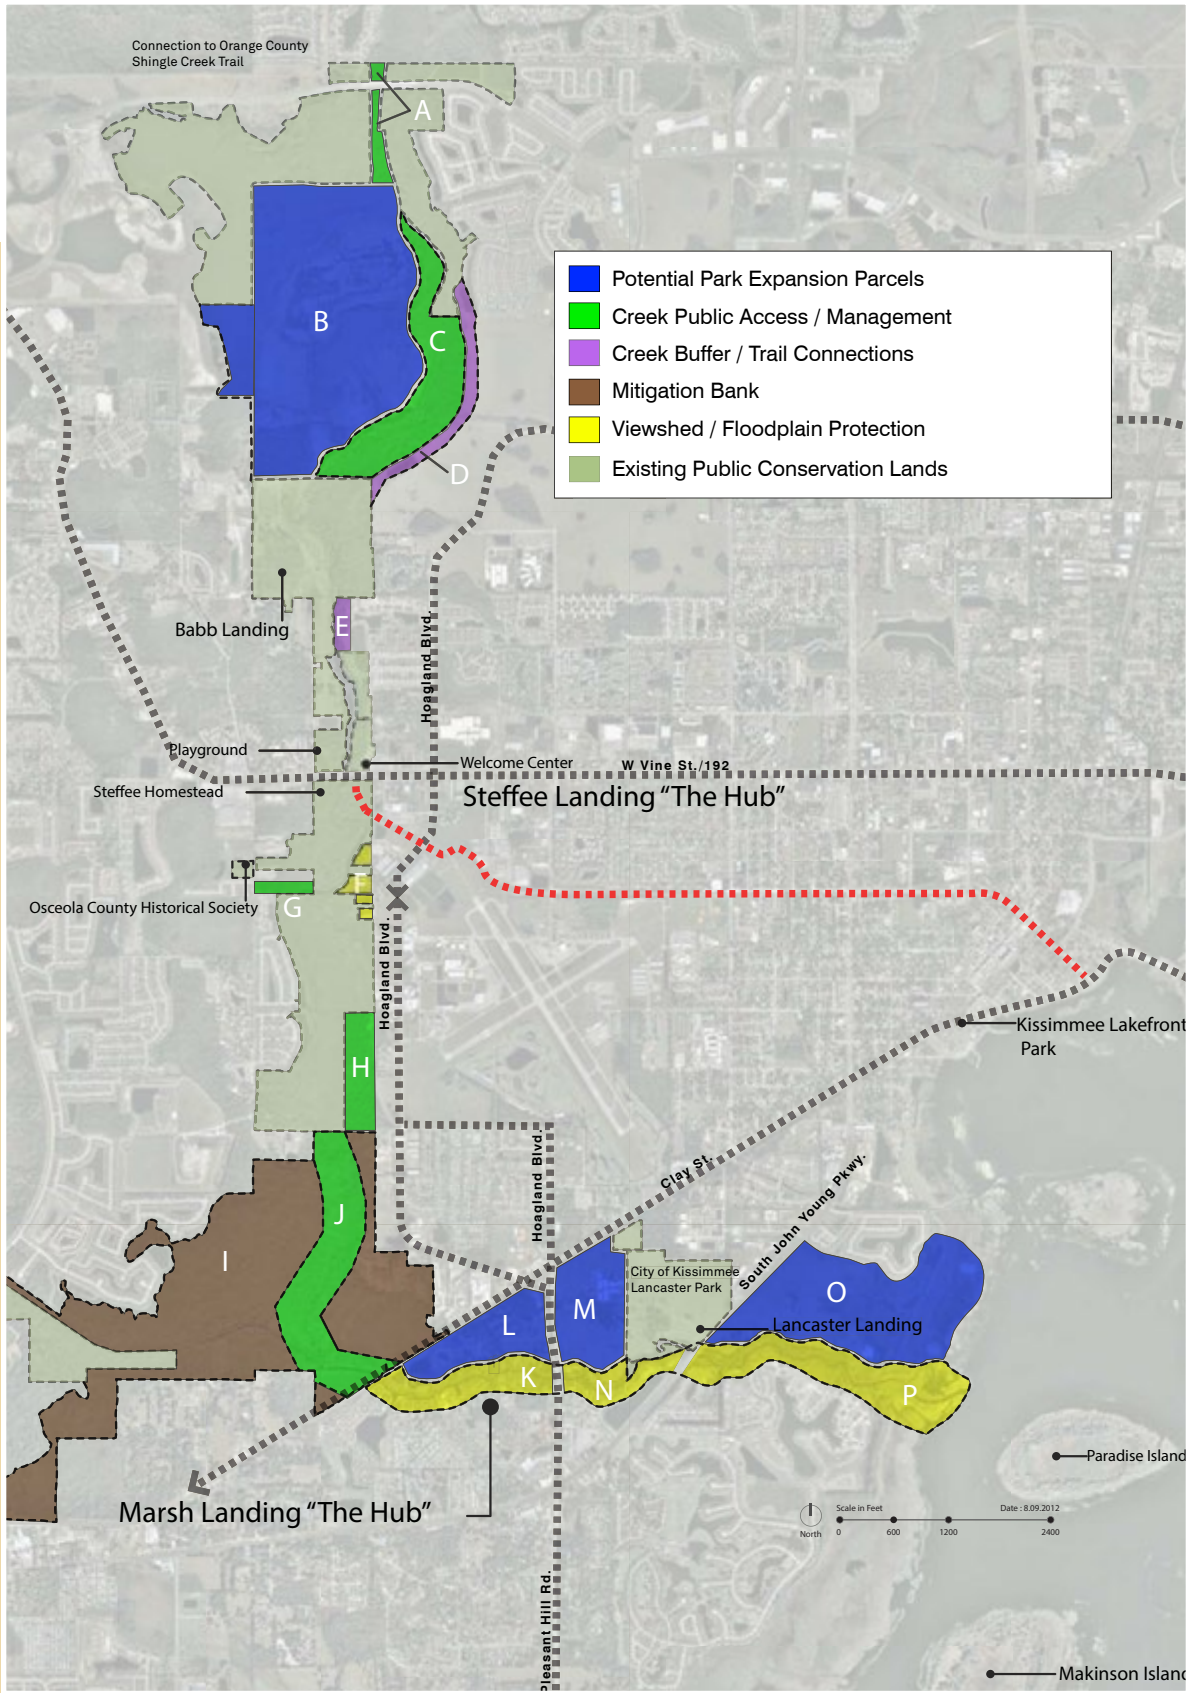 Connection to Orange County
Shingle Creek Trail
A
B
C
D
Potential Park Expansion Parcels
Creek Public Access / Management
Creek Buffer / Trail Connections
Mitigation Bank
Viewshed / Floodplain Protection
Existing Public Conservation Lands
Babb Landing
E
Hoagland Blvd.
Playground
Welcome Center
W Vine St./192
Steffee Homestead
Steffee Landing “The Hub”
F
Osceola County Historical Society
G
Hoagland Blvd.
Kissimmee Lakefront
Park
H
Hoagland Blvd.
Clay St.
South John Young Pkwy.
J
I
City of Kissimmee
Lancaster Park
O
M
L
Lancaster Landing
K
N
P
Paradise Island
Marsh Landing “The Hub”
North
Scale in Feet
Date : 8.09.2012
0 600 1200 2400
Pleasant Hill Rd.
Makinson Island